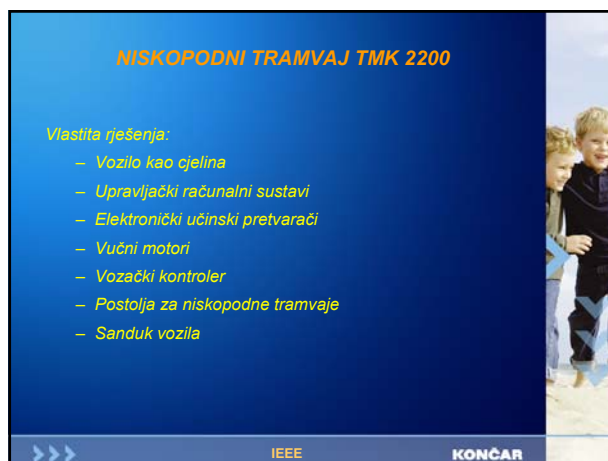 NISKOPODNI TRAMVAJ TMK 2200
Vlastita rješenja:
– Vozilo kao cjelina
– Upravljački računalni sustavi
– Elektronički učinski pretvarači
– Vučni motori
– Vozački kontroler
– Postolja za niskopodne tramvaje
– Sanduk vozila
IEEE
KONČAR